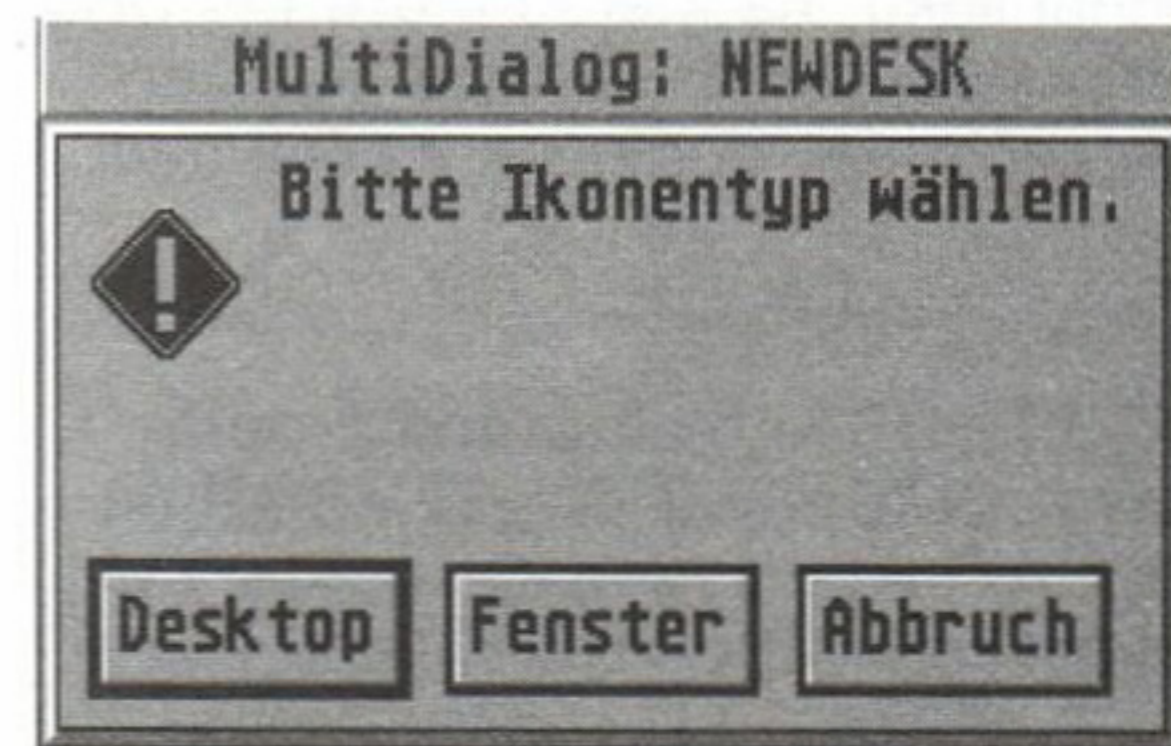 MultiDialog: NEWDESK
Bitte Ikonentyp wählen.
Desktop Fenster Abbruch